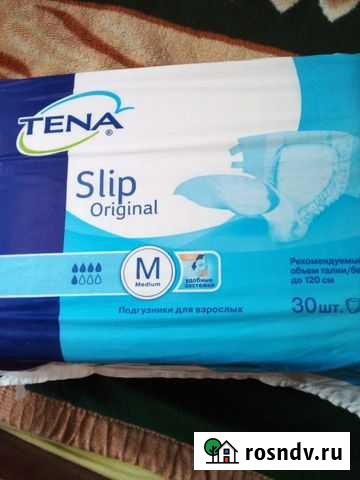 TENA ®
Slip
Original
M
Medium
удобные
застежки
Рекомендуемый
объем талии/бе
до 120 см
30 шт.
Подгузники для взрослых
rosndv.ru